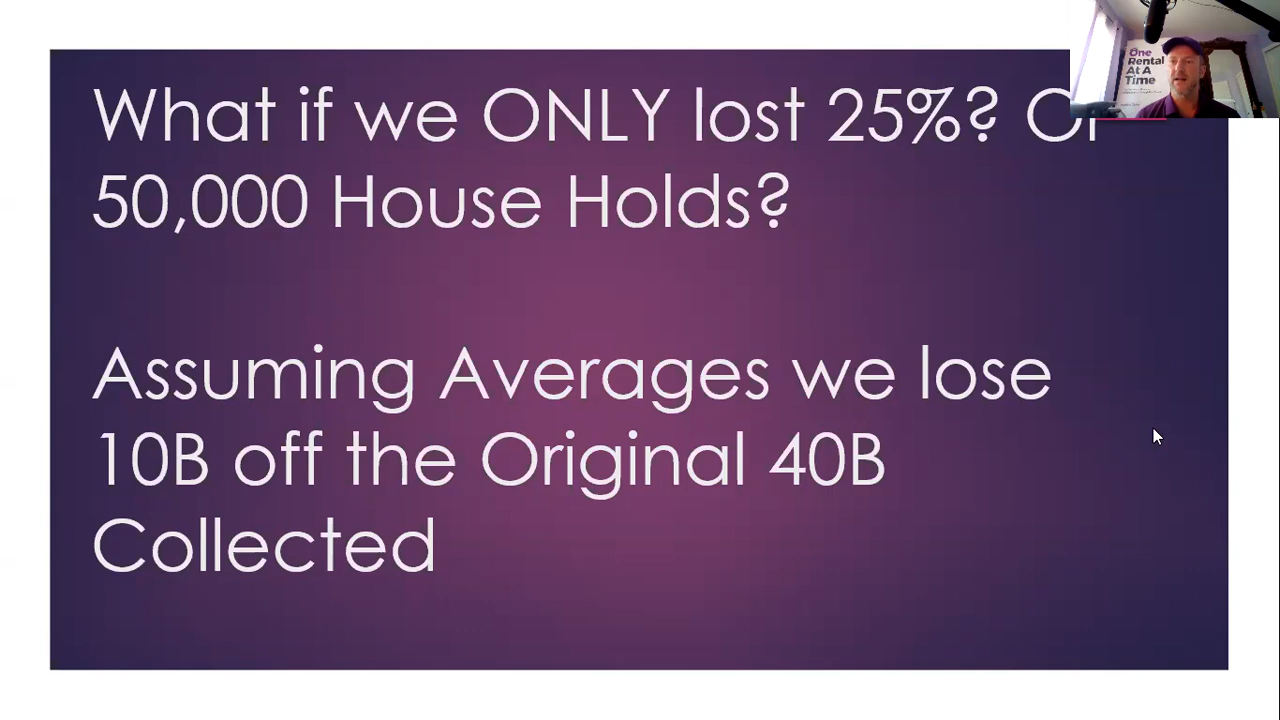 What if we ONLY lost 25%? Or
50,000 House Holds?
Assuming Averages we lose
10B off the Original 40B
Collected
One
Rental
At A
Time